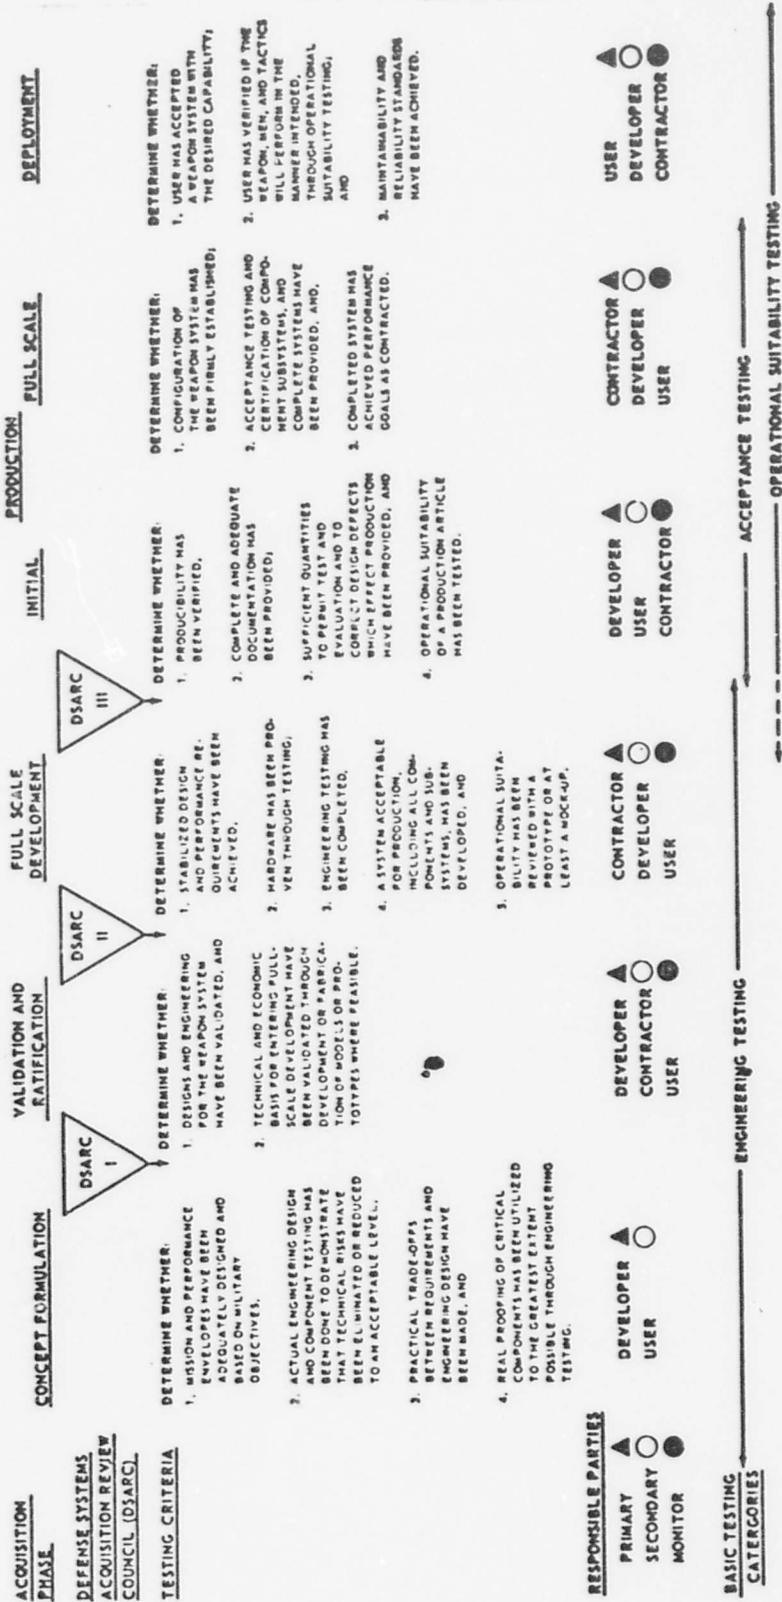 ACQUISITION
PHASE
CONCEPT FORMULATION
VALIDATION AND
RATIFICATION
FULL SCALE
DEVELOPMENT
PRODUCTION
INITIAL
FULL SCALE
DEPLOYMENT
DEFENSE SYSTEMS
ACQUISITION REVIEW
COUNCIL (DSARC)
DSARC
I
DSARC
II
DSARC
III
TESTING CRITERIA
DETERMINE WHETHER:
1. MISSION AND PERFORMANCE
ENVELOPES HAVE BEEN
ADEQUATELY DESIGNED AND
BASED ON MILITARY
OBJECTIVES,
2. ACTUAL ENGINEERING DESIGN
AND COMPONENT TESTING HAS
BEEN DONE TO DEMONSTRATE
THAT TECHNICAL RISKS HAVE
BEEN ELIMINATED OR REDUCED
TO AN ACCEPTABLE LEVEL,
3. PRACTICAL TRADE-OFFS
BETWEEN REQUIREMENTS AND
ENGINEERING DESIGN HAVE
BEEN MADE, AND
4. REAL PROOFING OF CRITICAL
COMPONENTS HAS BEEN UTILIZED
TO THE GREATEST EXTENT
POSSIBLE THROUGH ENGINEERING
TESTING.
DETERMINE WHETHER:
1. DESIGNS AND ENGINEERING
FOR THE WEAPON SYSTEM
HAVE BEEN VALIDATED, AND
2. TECHNICAL AND ECONOMIC
BASIS FOR ENTERING FULL-
SCALE DEVELOPMENT HAVE
BEEN VALIDATED THROUGH
DEVELOPMENT OR FABRICA-
TION OF MODELS OR PRO-
TOTYPES WHERE FEASIBLE.
DETERMINE WHETHER:
1. STABILIZED DESIGN
AND PERFORMANCE RE-
QUIREMENTS HAVE BEEN
ACHIEVED,
2. HARDWARE HAS BEEN PRO-
VEN THROUGH TESTING;
3. ENGINEERING TESTING HAS
BEEN COMPLETED,
4. A SYSTEM ACCEPTABLE
FOR PRODUCTION,
INCLUDING ALL COM-
PONENTS AND SUB-
SYSTEMS, HAS BEEN
DEVELOPED, AND
5. OPERATIONAL SUITA-
BILITY HAS BEEN
REVIEWED WITH A
PROTOTYPE OR AT
LEAST A MOCK-UP.
DETERMINE WHETHER:
1. PRODUCIBILITY HAS
BEEN VERIFIED,
2. COMPLETE AND ADEQUATE
DOCUMENTATION HAS
BEEN PROVIDED;
3. SUFFICIENT QUANTITIES
TO PERMIT TEST AND
EVALUATION AND TO
CORRECT DESIGN DEFECTS
WHICH EFFECT PRODUCTION
HAVE BEEN PROVIDED, AND
4. OPERATIONAL SUITABILITY
OF A PRODUCTION ARTICLE
HAS BEEN TESTED.
DETERMINE WHETHER:
1. CONFIGURATION OF
THE WEAPON SYSTEM HAS
BEEN FIRMLY ESTABLISHED;
2. ACCEPTANCE TESTING AND
CERTIFICATION OF COMPO-
MENT SUBSYSTEMS, AND
COMPLETE SYSTEMS HAVE
BEEN PROVIDED, AND,
3. COMPLETED SYSTEM HAS
ACHIEVED PERFORMANCE
GOALS AS CONTRACTED.
DETERMINE WHETHER:
1. USER HAS ACCEPTED
A WEAPON SYSTEM WITH
THE DESIRED CAPABILITY;
2. USER HAS VERIFIED IF THE
WEAPON, MEN, AND TACTICS
WILL PERFORM IN THE
MANNER INTENDED,
THROUGH OPERATIONAL
SUITABILITY TESTING,
AND
3. MAINTAINABILITY AND
RELIABILITY STANDARDS
HAVE BEEN ACHIEVED.
RESPONSIBLE PARTIES
PRIMARY
SECONDARY
MONITOR
DEVELOPER
USER
DEVELOPER
CONTRACTOR
USER
CONTRACTOR
DEVELOPER
USER
DEVELOPER
USER
CONTRACTOR
CONTRACTOR
DEVELOPER
USER
USER
DEVELOPER
CONTRACTOR
BASIC TESTING
CATERGORIES
ENGINEERING TESTING
ACCEPTANCE TESTING
OPERATIONAL SUITABILITY TESTING